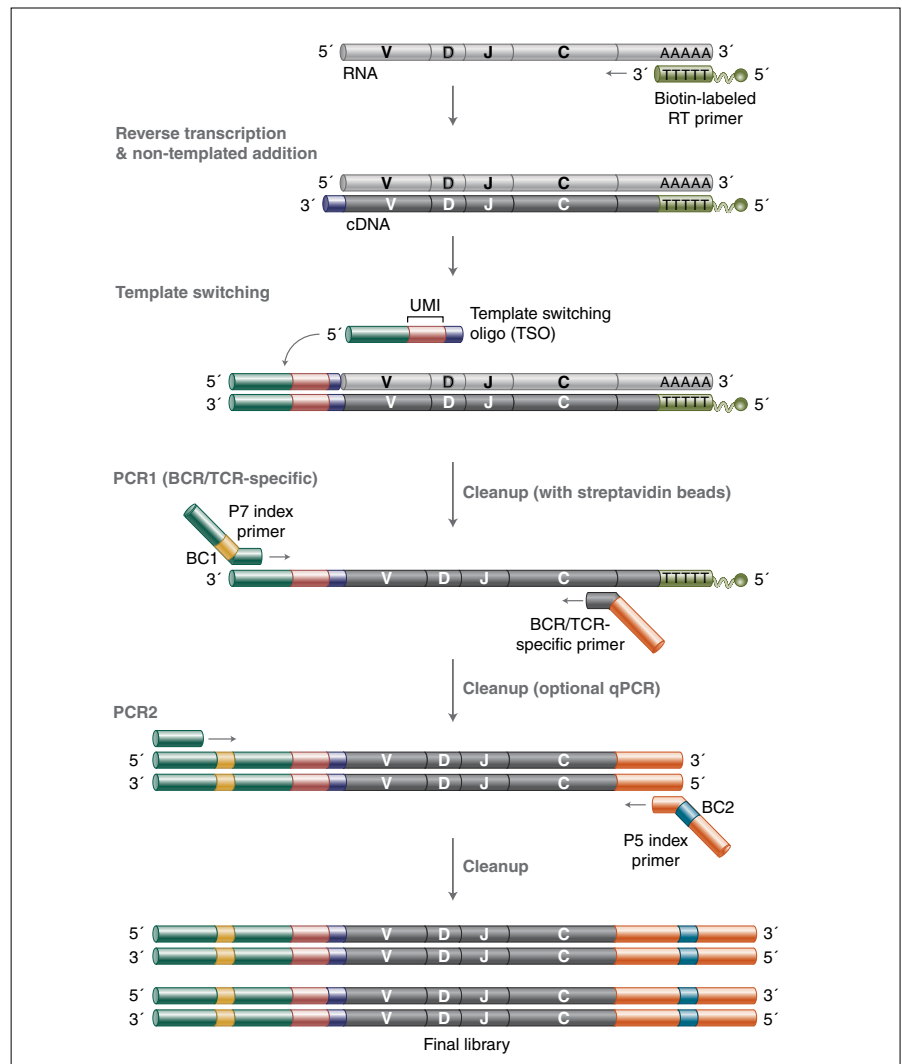 5´ V D J C AAAAA 3´
RNA 3´ TTTTT 5´
Biotin-labeled
RT primer
Reverse transcription
& non-templated addition
5´ V D J C AAAAA 3´
3´ V D J C TTTTT 5´
cDNA
Template switching
UMI
5´ Template switching
oligo (TSO)
5´ V D J C AAAAA 3´
3´ V D J C TTTTT 5´
PCR1 (BCR/TCR-specific)
Cleanup (with streptavidin beads)
P7 index
primer
BC1
3´ V D J C TTTTT 5´
BCR/TCR-
specific primer
Cleanup (optional qPCR)
PCR2
5´ V D J C 3´
3´ V D J C 5´
BC2
P5 index
primer
Cleanup
5´ V D J C 3´
3´ V D J C 5´
5´ V D J C 3´
3´ V D J C 5´
Final library